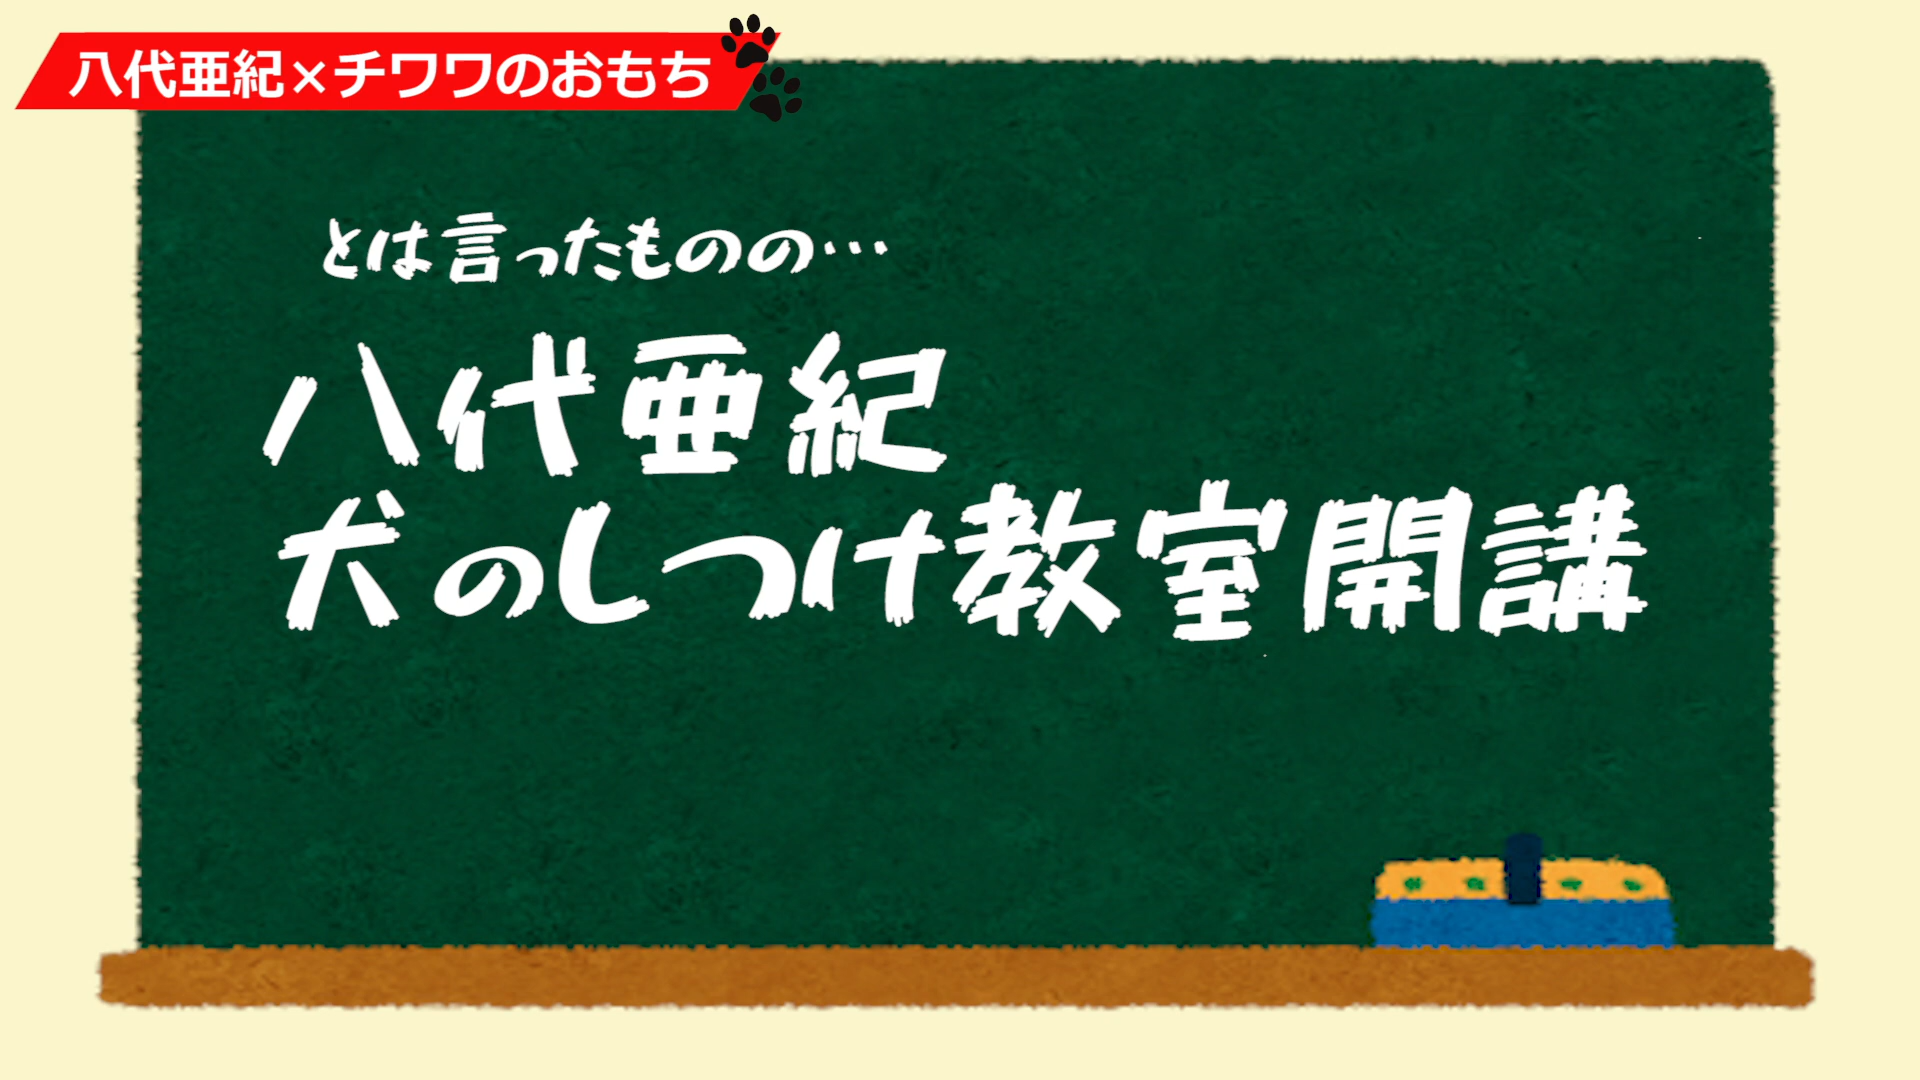 八代亜紀×チワワのおもち
とは言ったものの…
八代亜紀
犬のしつけ教室開講